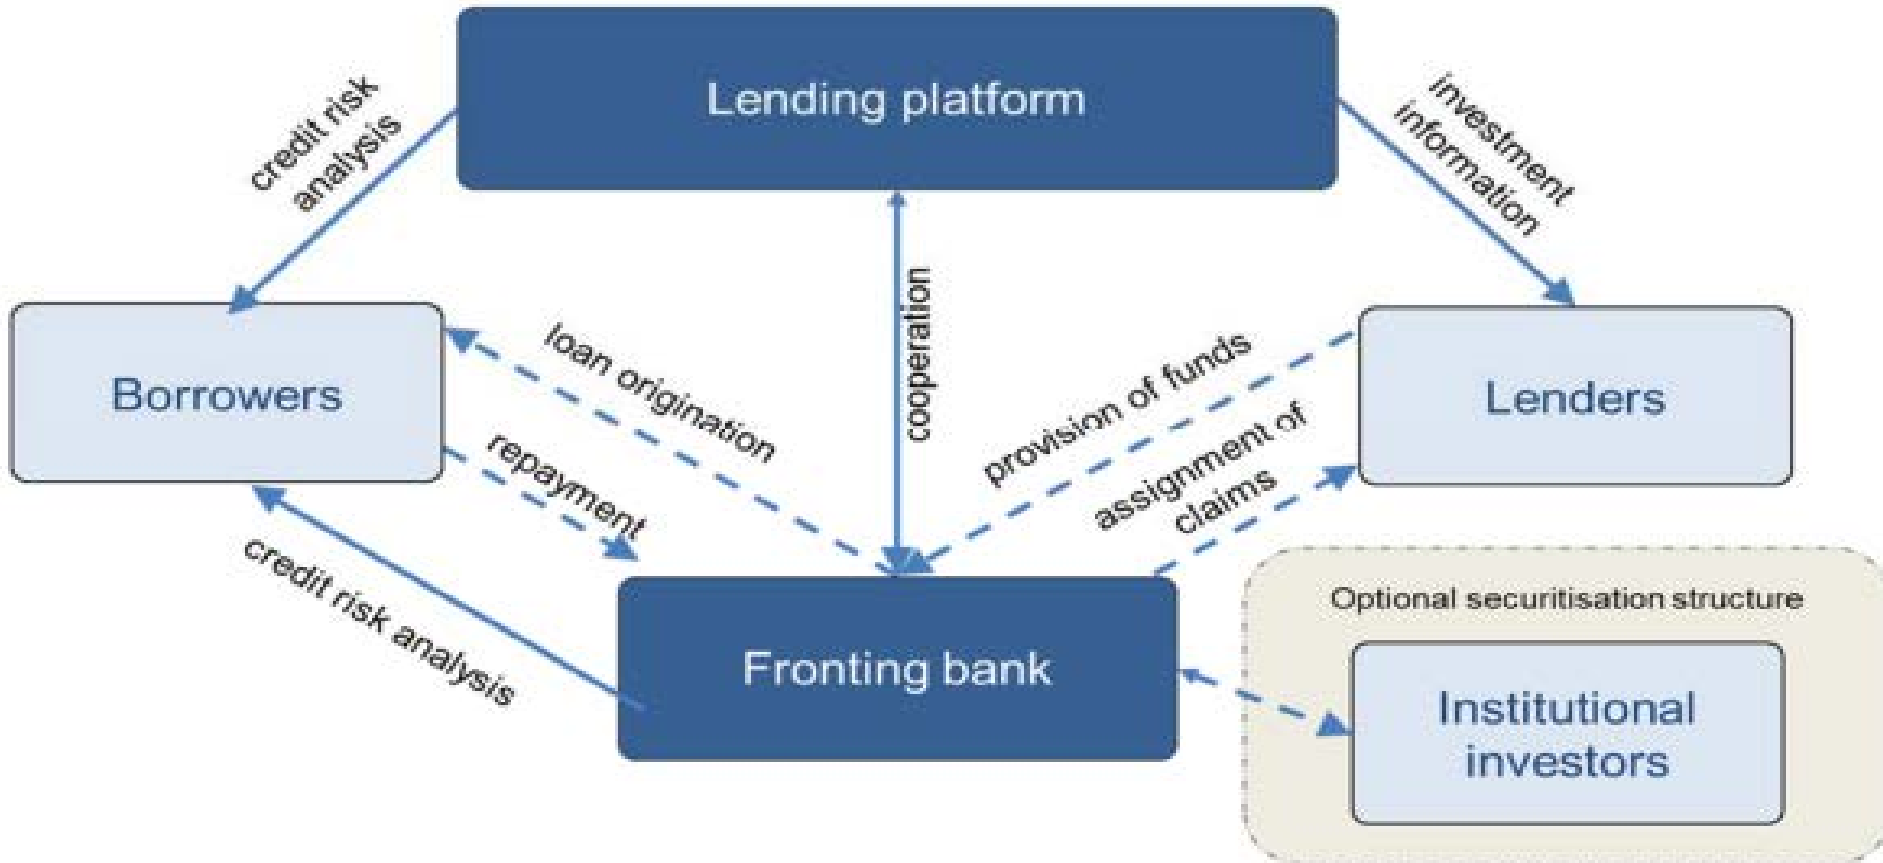 Lending platform
credit risk
analysis
investment
information
cooperation
Borrowers
loan origination
repayment
provision of funds
assignment of
claims
Lenders
credit risk analysis
Fronting bank
Optional securitisation structure
Institutional
investors